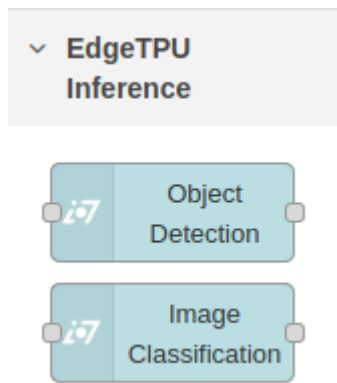 EdgeTPU
Inference
Object
Detection
Image
Classification